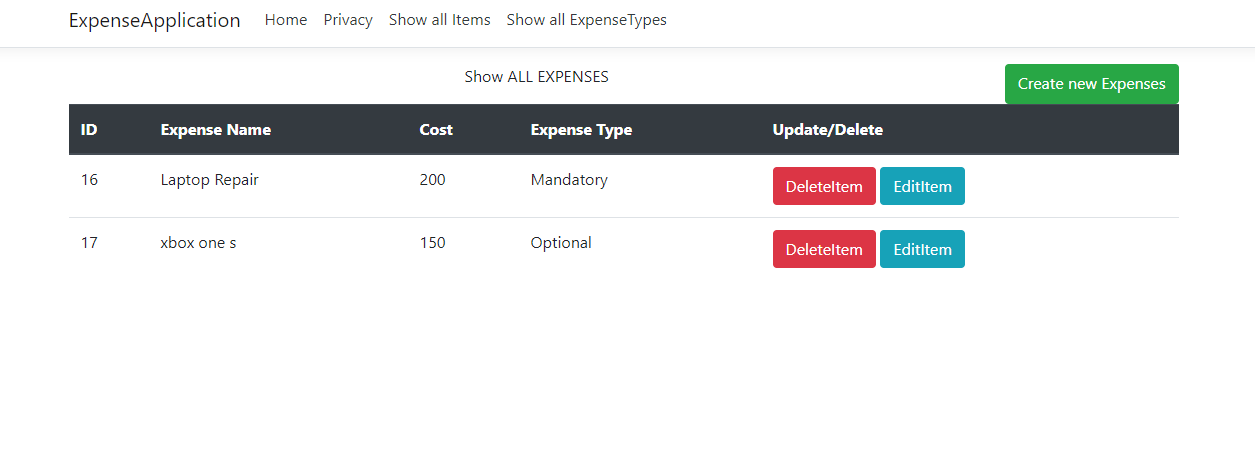 ExpenseApplication Home Privacy Show all Items Show all ExpenseTypes
Show ALL EXPENSES Create new Expenses
ID Expense Name Cost Expense Type Update/Delete
16 Laptop Repair 200 Mandatory DeleteItem EditItem
17 xbox one s 150 Optional DeleteItem EditItem